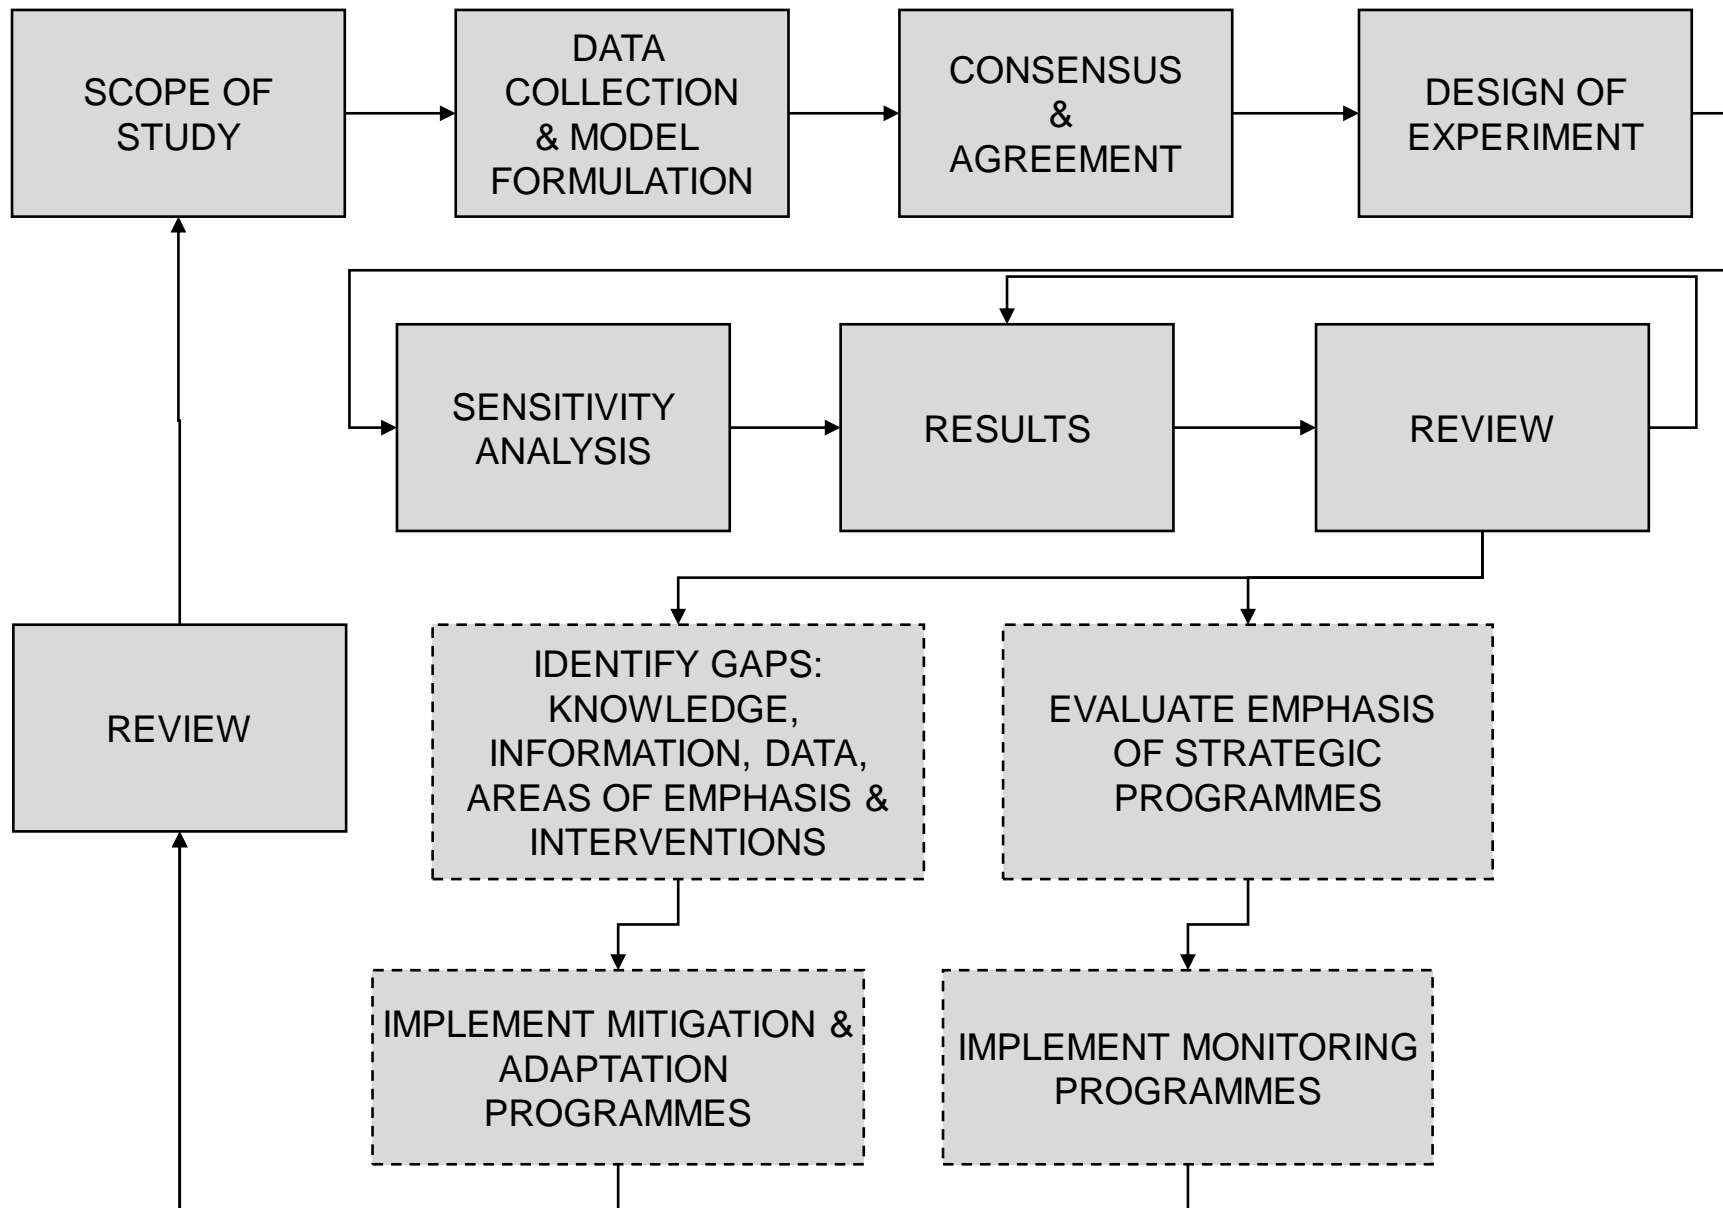 SCOPE OF
STUDY
DATA
COLLECTION
& MODEL
FORMULATION
CONSENSUS
&
AGREEMENT
DESIGN OF
EXPERIMENT
SENSITIVITY
ANALYSIS
RESULTS
REVIEW
REVIEW
IDENTIFY GAPS:
KNOWLEDGE,
INFORMATION, DATA,
AREAS OF EMPHASIS &
INTERVENTIONS
EVALUATE EMPHASIS
OF STRATEGIC
PROGRAMMES
IMPLEMENT MITIGATION &
ADAPTATION
PROGRAMMES
IMPLEMENT MONITORING
PROGRAMMES